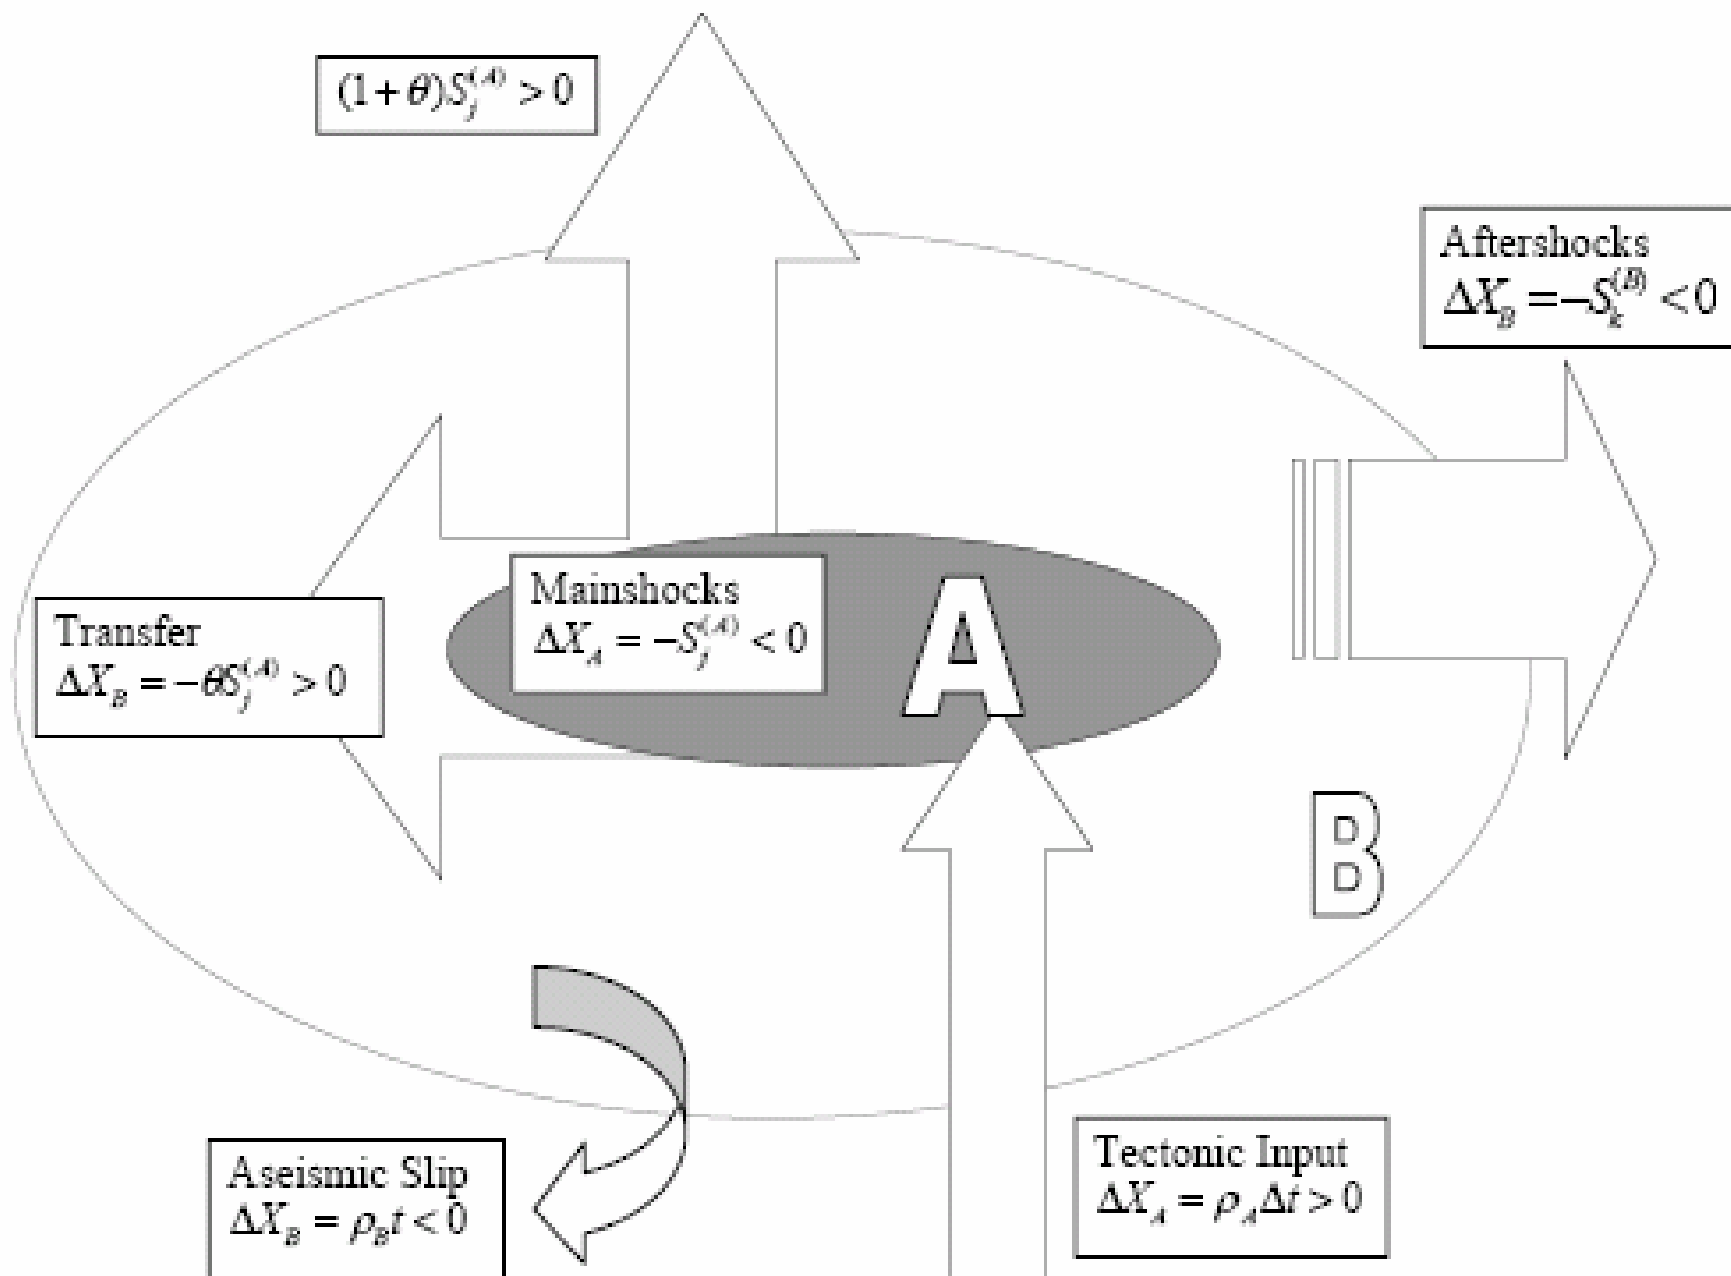 (1+θ)S_j^(A) > 0
Aftershocks
ΔX_B = −S_k^(B) < 0
Mainshocks
ΔX_A = −S_j^(A) < 0
A
Transfer
ΔX_B = −θS_j^(A) > 0
B
Aseismic Slip
ΔX_B = ρ_B t < 0
Tectonic Input
ΔX_A = ρ_A Δt > 0